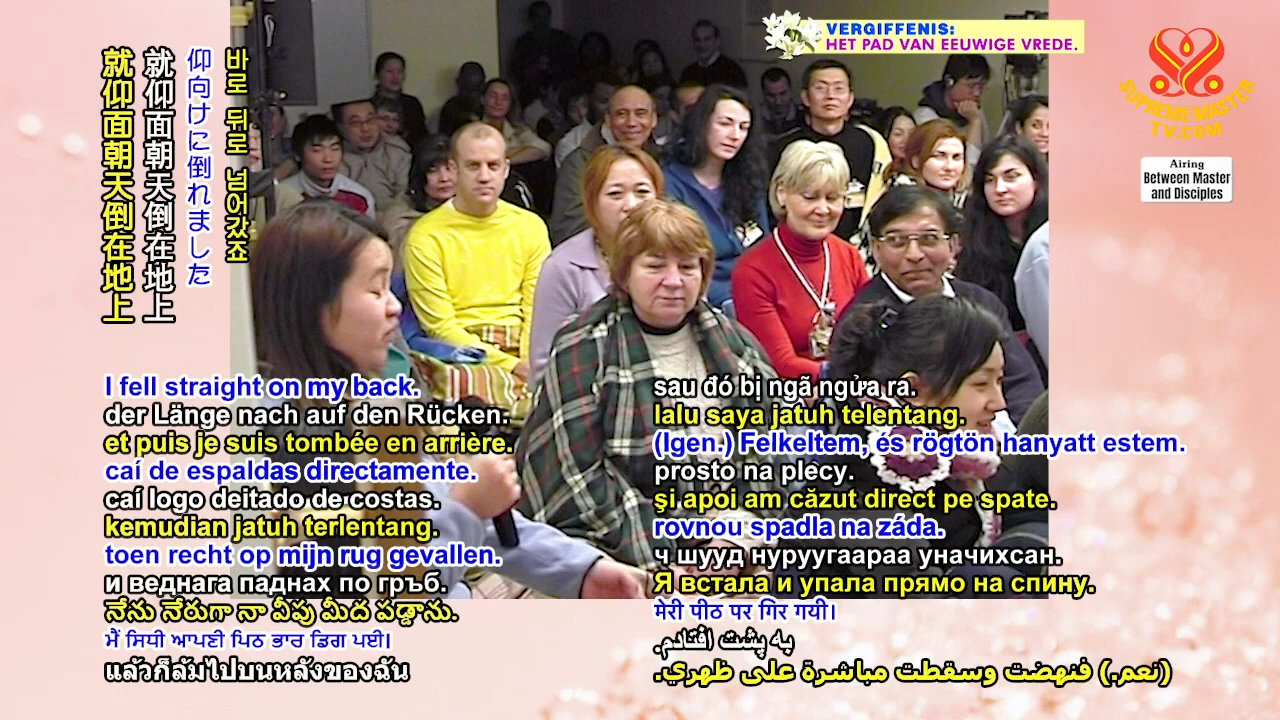 VERGIFFENIS:
HET PAD VAN EEUWIGE VREDE.
SUPREME MASTER
TV.COM
Airing
Between Master
and Disciples
바로 뒤로 넘어갔죠
仰向けに倒れました
就仰面朝天倒在地上
就仰面朝天倒在地上
I fell straight on my back.
der Länge nach auf den Rücken.
et puis je suis tombée en arrière.
caí de espaldas directamente.
caí logo deitado de costas.
kemudian jatuh terlentang.
toen recht op mijn rug gevallen.
и веднага паднах по гръб.
నేను నేరుగా నా వీపు మీద పడ్డాను.
ਮੈਂ ਸਿਧੀ ਆਪਣੀ ਪਿਠ ਭਾਰ ਡਿਗ ਪਈ।
แล้วก็ล้มไปบนหลังของฉัน
sau đó bị ngã ngửa ra.
lalu saya jatuh telentang.
(Igen.) Felkeltem, és rögtön hanyatt estem.
prosto na plecy.
şi apoi am căzut direct pe spate.
rovnou spadla na záda.
ч шууд нуруугаараа уначихсан.
Я встала и упала прямо на спину.
मेरी पीठ पर गिर गयी।
به پشت افتادم.
(نعم.) فنهضت وسقطت مباشرة على ظهري.